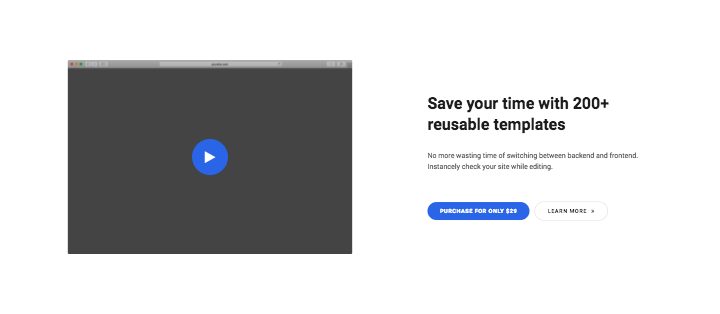 Save your time with 200+
reusable templates
No more wasting time of switching between backend and frontend.
Instancely check your site while editing.
PURCHASE FOR ONLY $29
LEARN MORE »